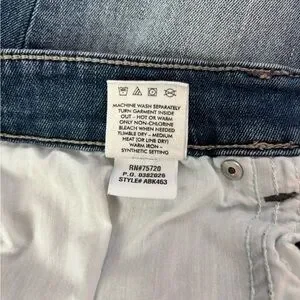 MACHINE WASH SEPARATELY
TURN GARMENT INSIDE
OUT - HOT OR WARM
ONLY NON-CHLORINE
BLEACH WHEN NEEDED
TUMBLE DRY - MEDIUM
HEAT (OR LINE DRY)
WARM IRON -
SYNTHETIC SETTING
RN#75720
P.O. 0382026
STYLE# ABK463